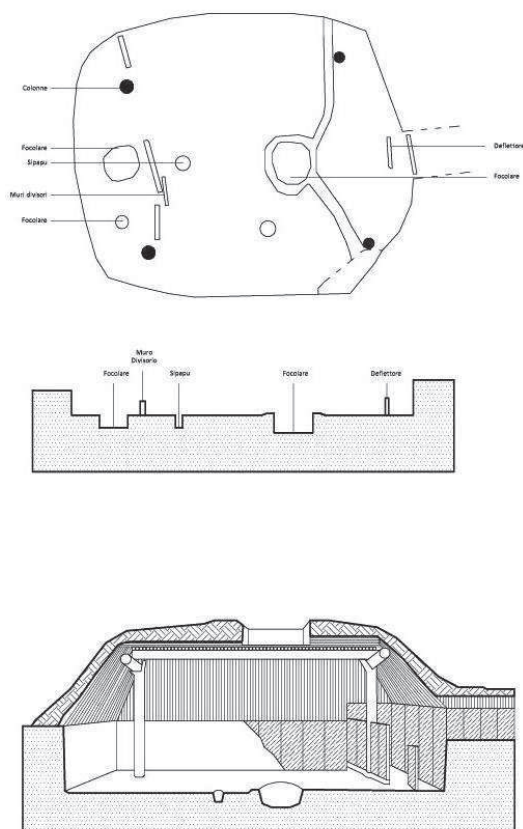 Colonne
Focolare
Sipapu
Muri divisori
Focolare
Deflettore
Focolare
Focolare
Muro
Divisorio
Sipapu
Focolare
Deflettore